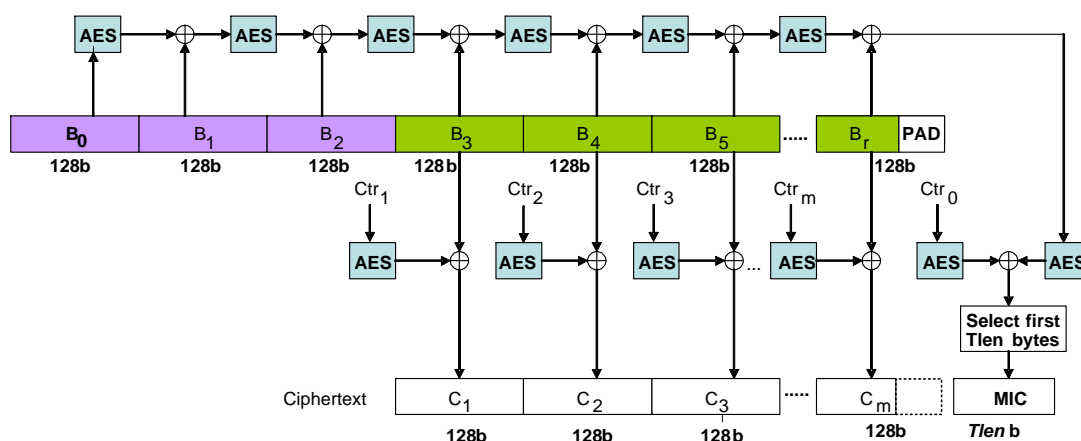 AES AES AES AES AES AES
B0 B1 B2 B3 B4 B5 ..... Br PAD
128b 128b 128b 128b 128b 128b 128b
Ctr1 Ctr2 Ctr3 Ctrm Ctr0
AES AES AES ... AES AES AES
Select first
Tlen bytes
Ciphertext C1 C2 C3 ..... Cm MIC
128b 128b 128b 128b Tlen b